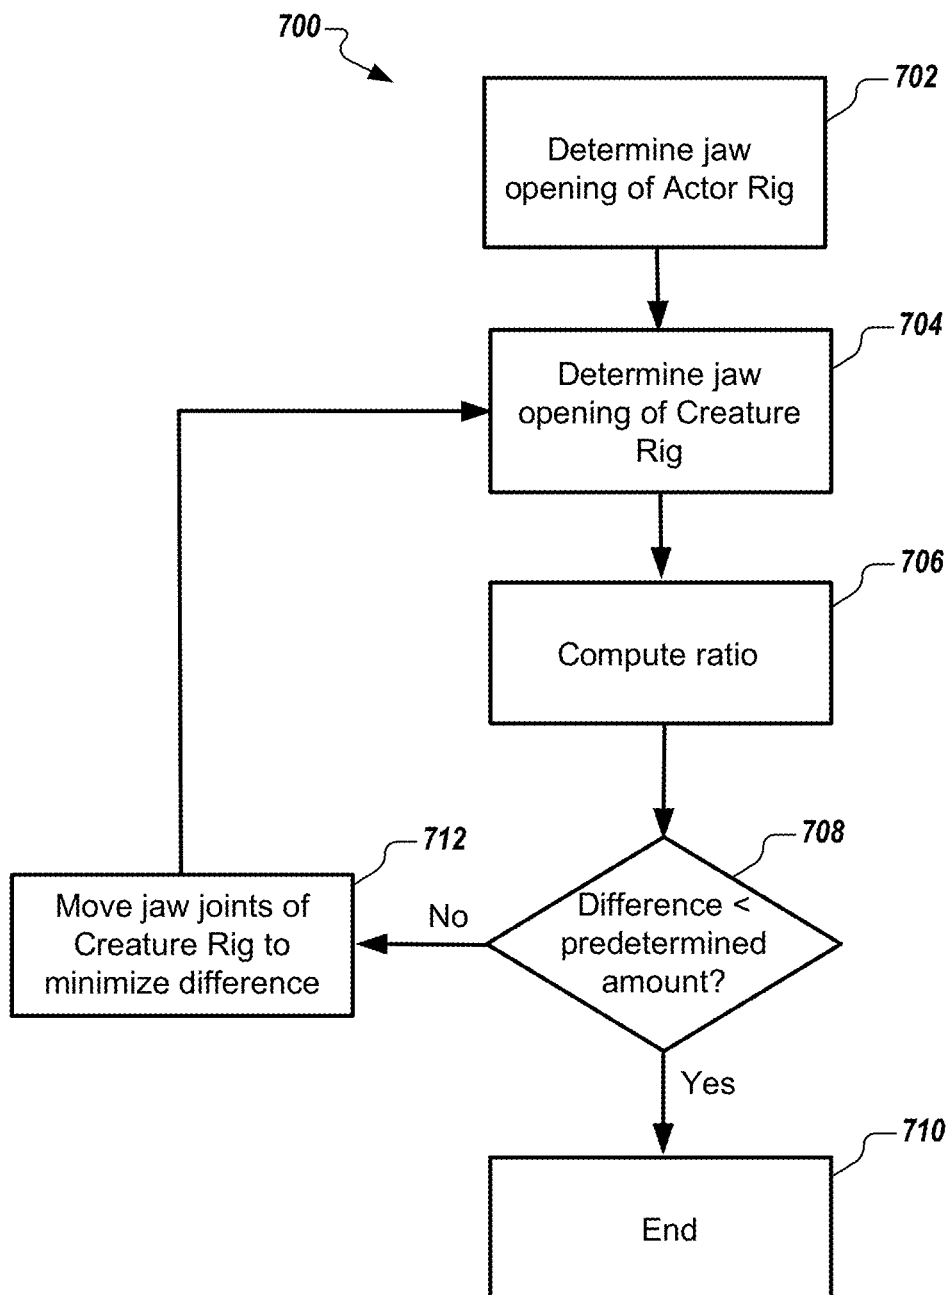 700
702
Determine jaw
opening of Actor Rig
704
Determine jaw
opening of Creature
Rig
706
Compute ratio
708
Difference <
predetermined
amount?
No
712
Move jaw joints of
Creature Rig to
minimize difference
Yes
710
End